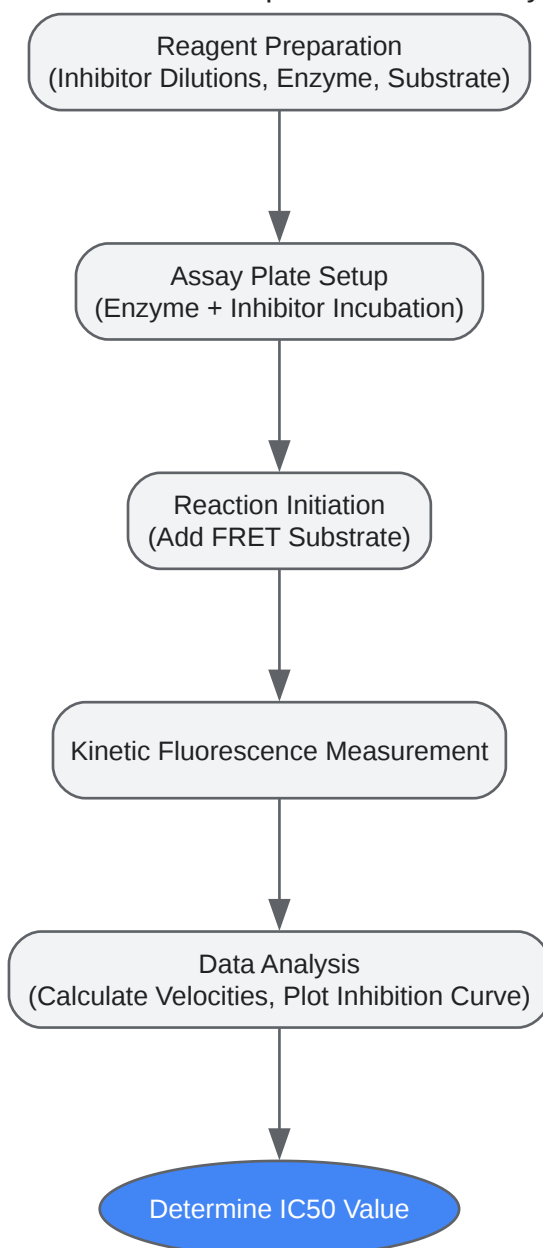 Reagent Preparation
(Inhibitor Dilutions, Enzyme, Substrate)
Assay Plate Setup
(Enzyme + Inhibitor Incubation)
Reaction Initiation
(Add FRET Substrate)
Kinetic Fluorescence Measurement
Data Analysis
(Calculate Velocities, Plot Inhibition Curve)
Determine IC50 Value